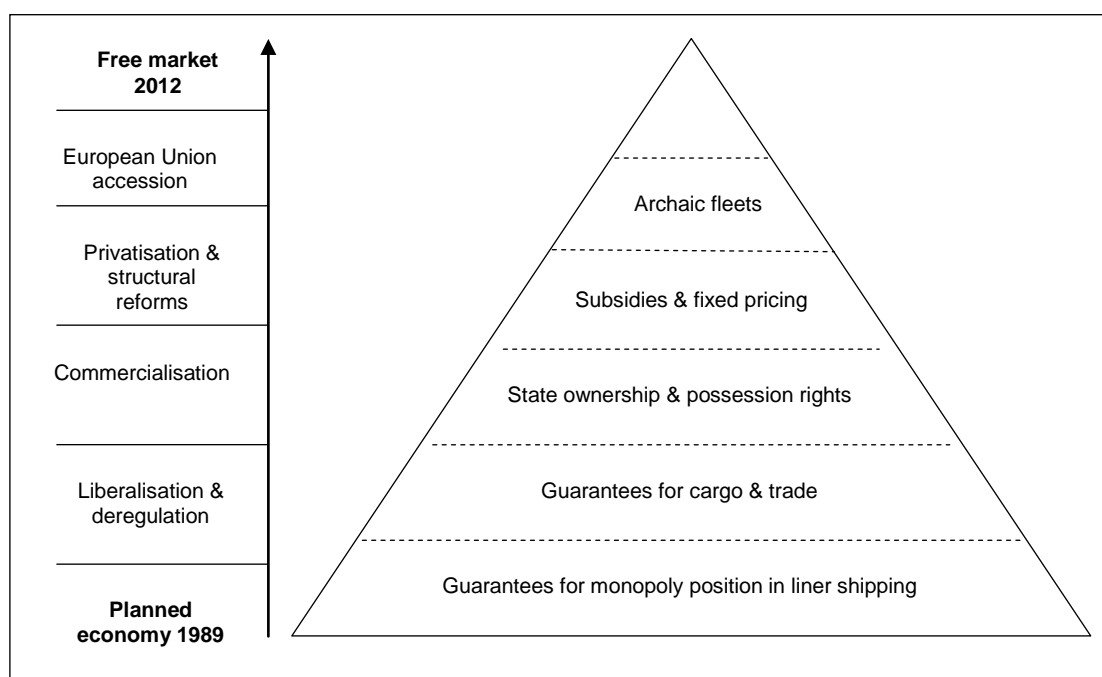 Free market
2012
European Union
accession
Privatisation &
structural
reforms
Commercialisation
Liberalisation &
deregulation
Planned
economy 1989
Archaic fleets
Subsidies & fixed pricing
State ownership & possession rights
Guarantees for cargo & trade
Guarantees for monopoly position in liner shipping